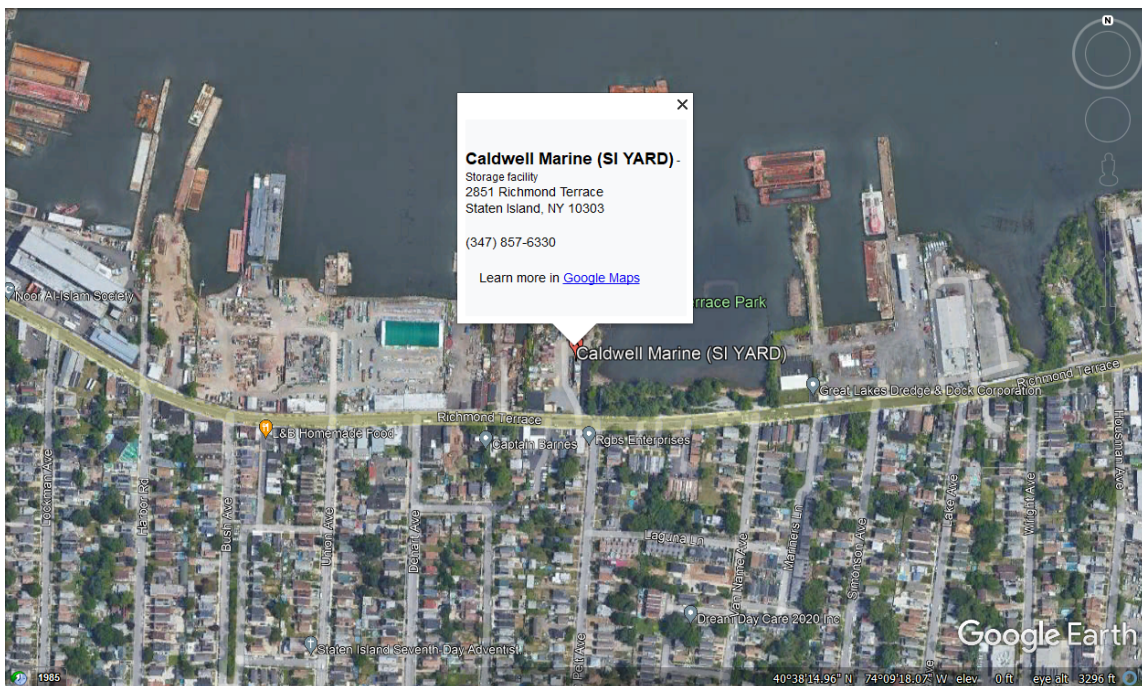 N
Caldwell Marine (SI YARD) -
Storage facility
2851 Richmond Terrace
Staten Island, NY 10303
(347) 857-6330
Learn more in Google Maps
Noor Al-Islam Society
errace Park
Caldwell Marine (SI YARD)
Great Lakes Dredge & Dock Corporation
Richmond Terrace
Richmond Terrace
L&B Homemade Food
Captain Barnes
Rgbs Enterprises
Lockman Ave
Harbor Rd
Bush Ave
Union Ave
Dehart Ave
Pelt Ave
Laguna Ln
Van Name Ave
Mariners Ln
Simonson Ave
Lake Ave
Wright Ave
Housman Ave
Dream Day Care 2020 Inc
Staten Island Seventh-Day Adventist
Ave
Google Earth
1985
40°38'14.96" N 74°09'18.07" W elev 0 ft eye alt 3296 ft